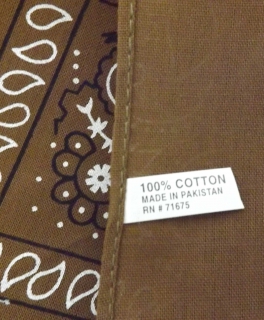 100% COTTON
MADE IN PAKISTAN
RN # 71675